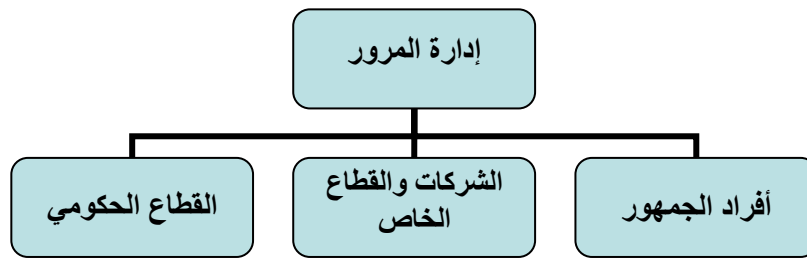 إدارة المرور
أفراد الجمهور
الشركات والقطاع
الخاص
القطاع الحكومي